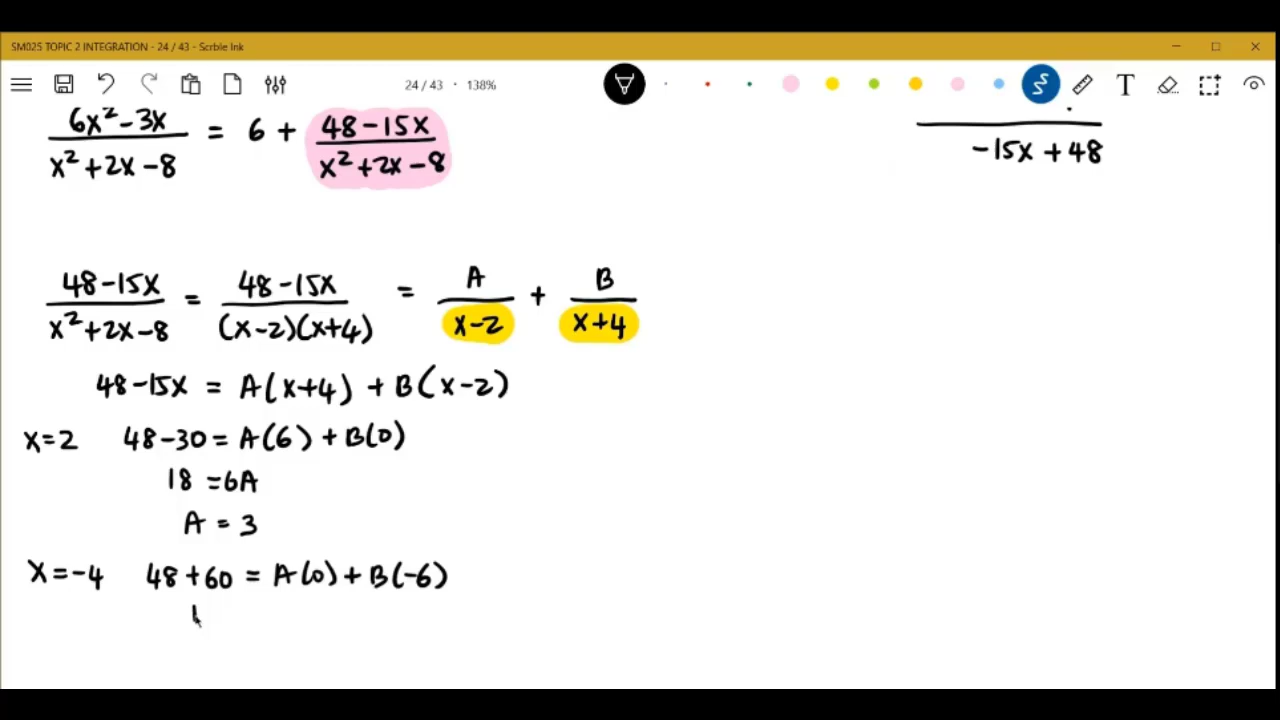 SM025 TOPIC 2 INTEGRATION - 24 / 43 - Scrble Ink
24 / 43 · 138%
T
6x² - 3x / x² + 2x - 8 = 6 + 48 - 15x / x² + 2x - 8
-15x + 48
48 - 15x / x² + 2x - 8 = 48 - 15x / (x - 2)(x + 4) = A / x - 2 + B / x + 4
48 - 15x = A(x + 4) + B(x - 2)
x = 2 48 - 30 = A(6) + B(0)
18 = 6A
A = 3
x = -4 48 + 60 = A(0) + B(-6)
1